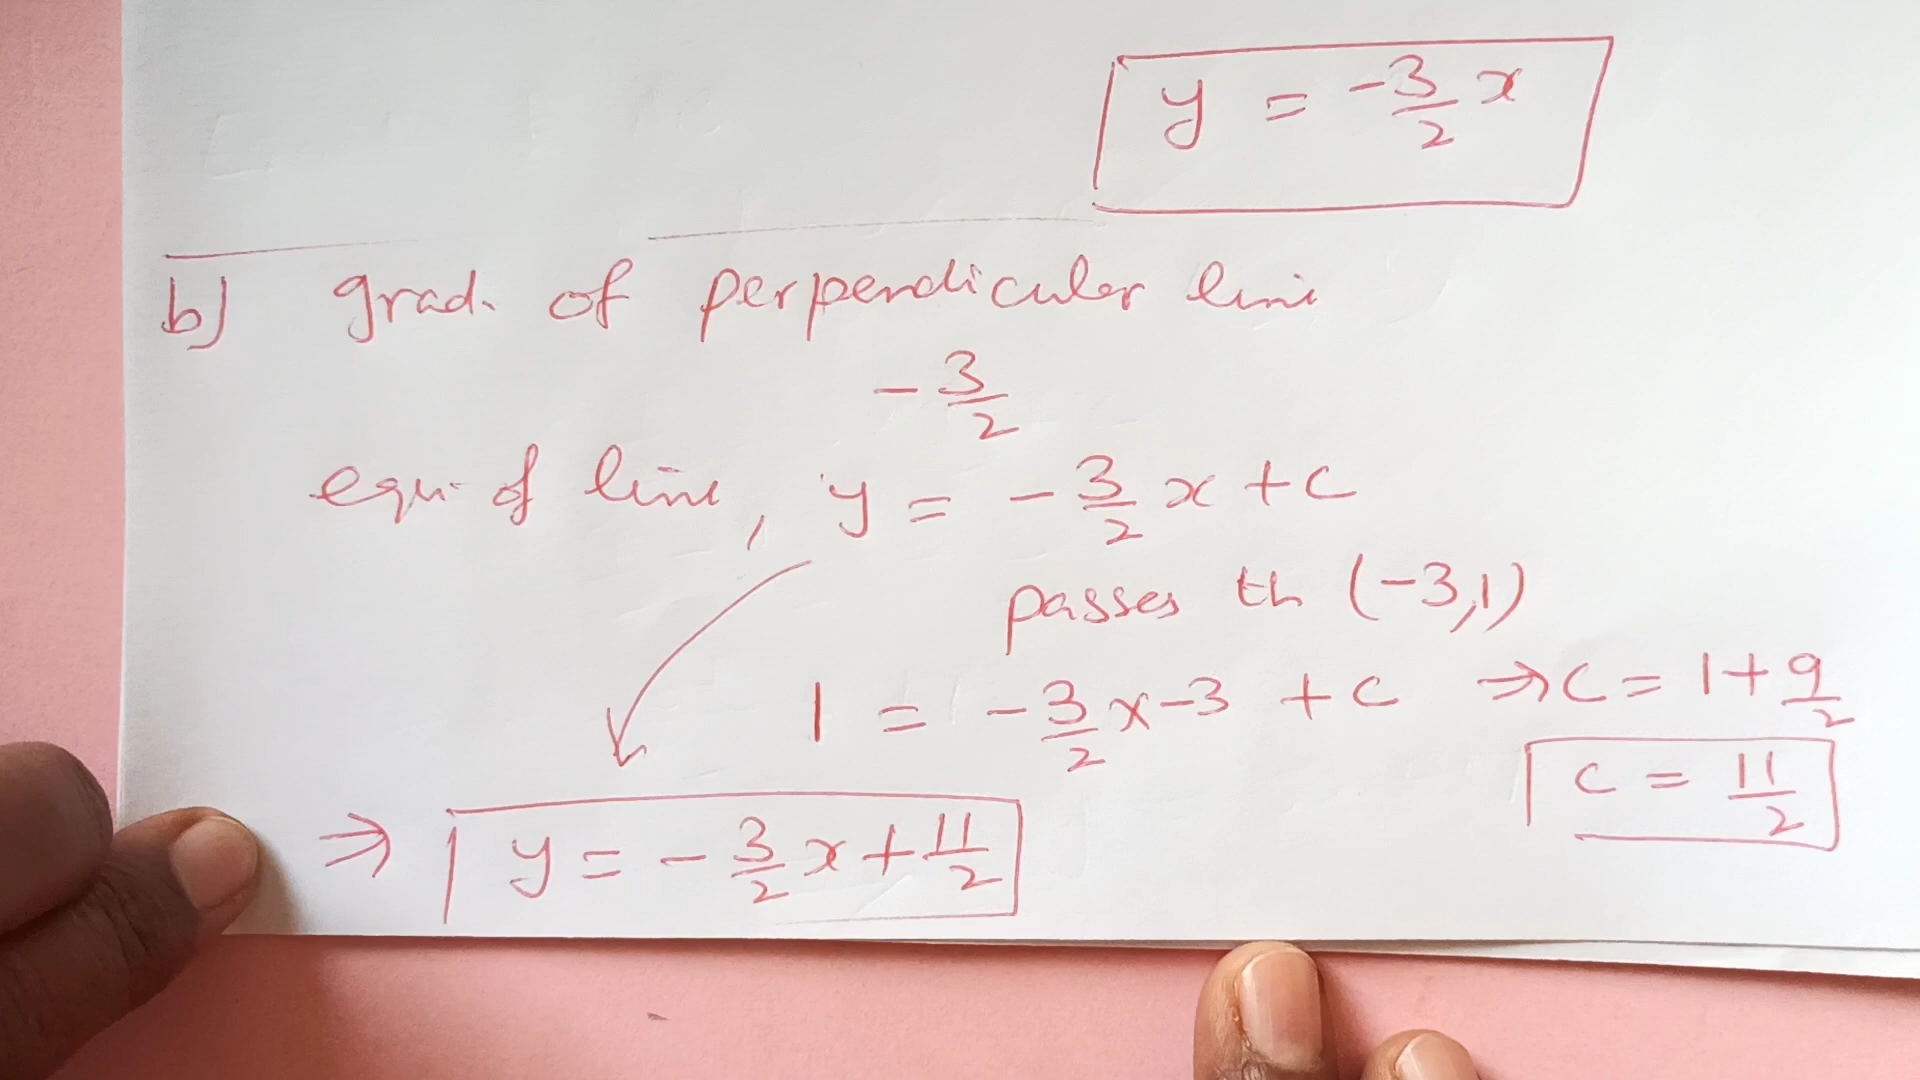 y = -3/2 x
b) grad. of perpendicular line
- 3/2
equ. of line, y = - 3/2 x + c
passes th (-3,1)
1 = - 3/2 x -3 + c ⇒ c = 1 + 9/2
c = 11/2
⇒ y = - 3/2 x + 11/2